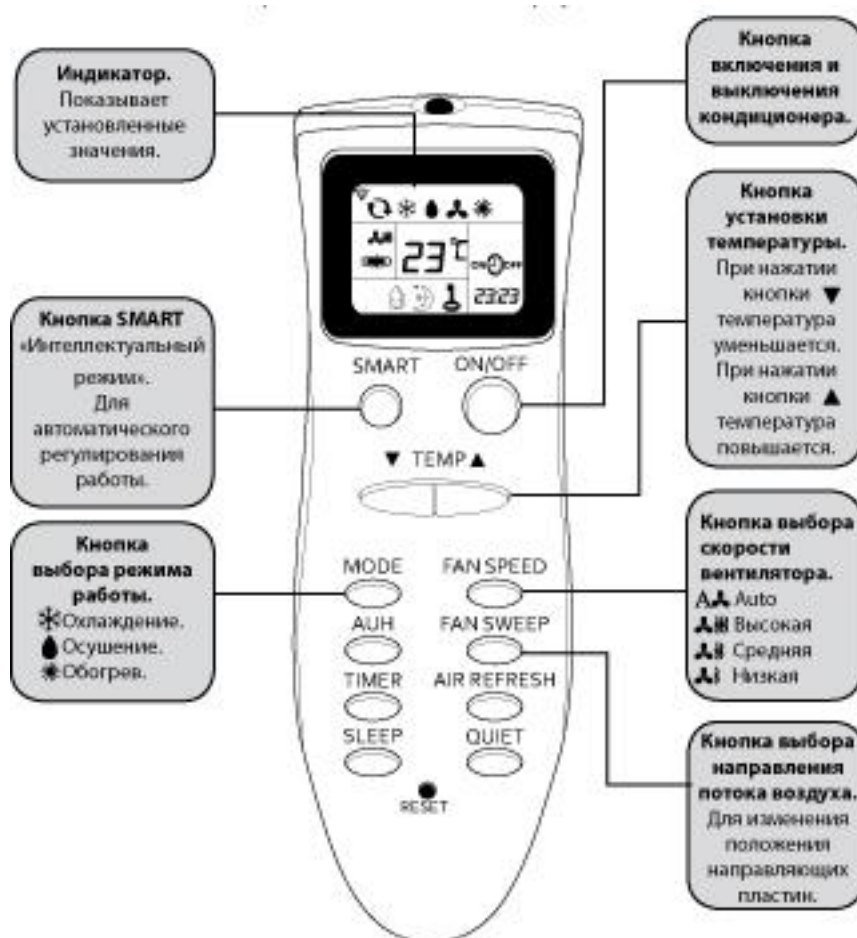 Индикатор.
Показывает
установленные
значения.
Кнопка
включения и
выключения
кондиционера.
23°C
ON OFF
23:23
Кнопка
установки
температуры.
При нажатии
кнопки ▼
температура
уменьшается.
При нажатии
кнопки ▲
температура
повышается.
Кнопка SMART
«Интеллектуальный
режим».
Для
автоматического
регулирования
работы.
SMART ON/OFF
▼ TEMP ▲
Кнопка
выбора режима
работы.
Охлаждение.
Осушение.
Обогрев.
MODE FAN SPEED
AUH FAN SWEEP
TIMER AIR REFRESH
SLEEP QUIET
RESET
Кнопка выбора
скорости
вентилятора.
A Auto
Высокая
Средняя
Низкая
Кнопка выбора
направления
потока воздуха.
Для изменения
положения
направляющих
пластин.